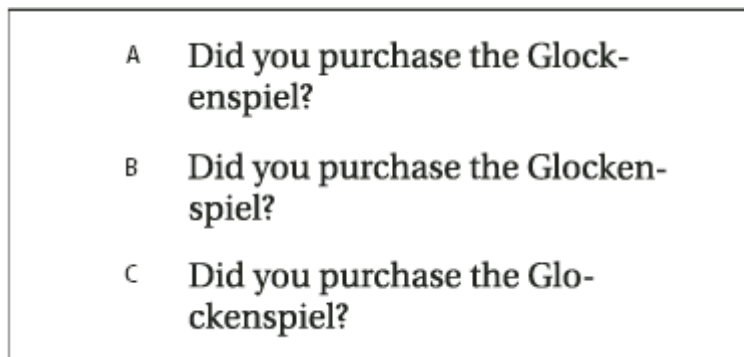 A Did you purchase the Glock-
enspiel?
B Did you purchase the Glocken-
spiel?
C Did you purchase the Glo-
ckenspiel?